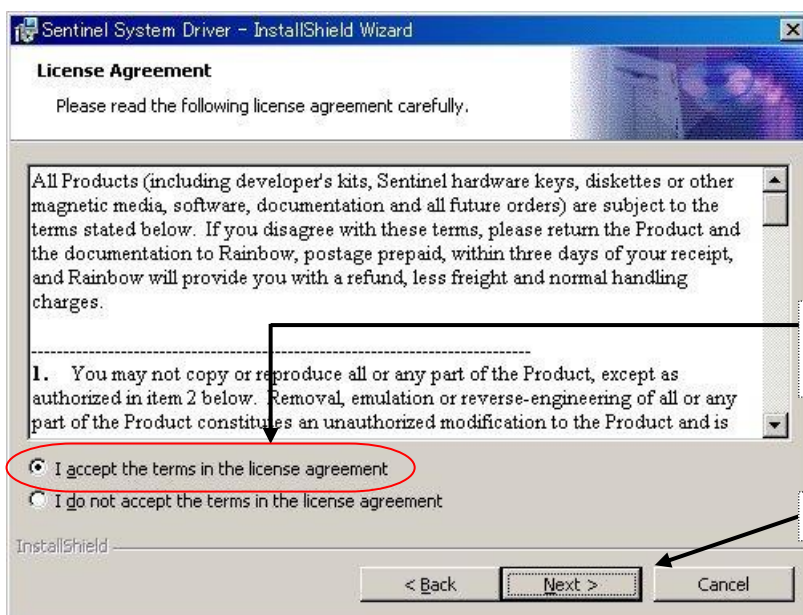 Sentinel System Driver - InstallShield Wizard
License Agreement
Please read the following license agreement carefully.
All Products (including developer's kits, Sentinel hardware keys, diskettes or other
magnetic media, software, documentation and all future orders) are subject to the
terms stated below. If you disagree with these terms, please return the Product and
the documentation to Rainbow, postage prepaid, within three days of your receipt,
and Rainbow will provide you with a refund, less freight and normal handling
charges.
--------------------------------------------------------------------------------
1. You may not copy or reproduce all or any part of the Product, except as
authorized in item 2 below. Removal, emulation or reverse-engineering of all or any
part of the Product constitutes an unauthorized modification to the Product and is
I accept the terms in the license agreement
I do not accept the terms in the license agreement
InstallShield
< Back Next > Cancel